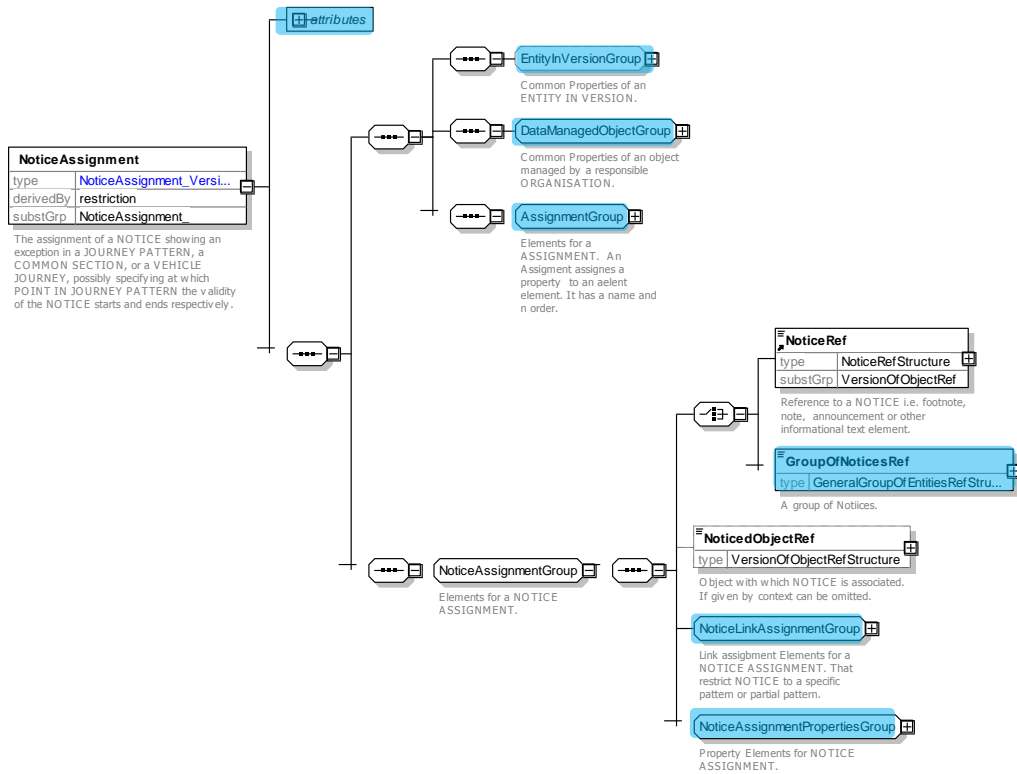 attributes
EntityInVersionGroup
Common Properties of an
ENTITY IN VERSION.
DataManagedObjectGroup
Common Properties of an object
managed by a responsible
ORGANISATION.
AssignmentGroup
Elements for a
ASSIGNMENT. An
Assigment assignes a
property to an aelent
element. It has a name and
n order.
NoticeAssignment
type NoticeAssignment_Versi...
derivedBy restriction
substGrp NoticeAssignment_
The assignment of a NOTICE showing an
exception in a JOURNEY PATTERN, a
COMMON SECTION, or a VEHICLE
JOURNEY, possibly specifying at which
POINT IN JOURNEY PATTERN the validity
of the NOTICE starts and ends respectively.
NoticeRef
type NoticeRefStructure
substGrp VersionOfObjectRef
Reference to a NOTICE i.e. footnote,
note, announcement or other
informational text element.
GroupOfNoticesRef
type GeneralGroupOfEntitiesRefStru...
A group of Notiices.
NoticeAssignmentGroup
Elements for a NOTICE
ASSIGNMENT.
NoticedObjectRef
type VersionOfObjectRefStructure
Object with which NOTICE is associated.
If given by context can be omitted.
NoticeLinkAssignmentGroup
Link assigbment Elements for a
NOTICE ASSIGNMENT. That
restrict NOTICE to a specific
pattern or partial pattern.
NoticeAssignmentPropertiesGroup
Property Elements for NOTICE
ASSIGNMENT.